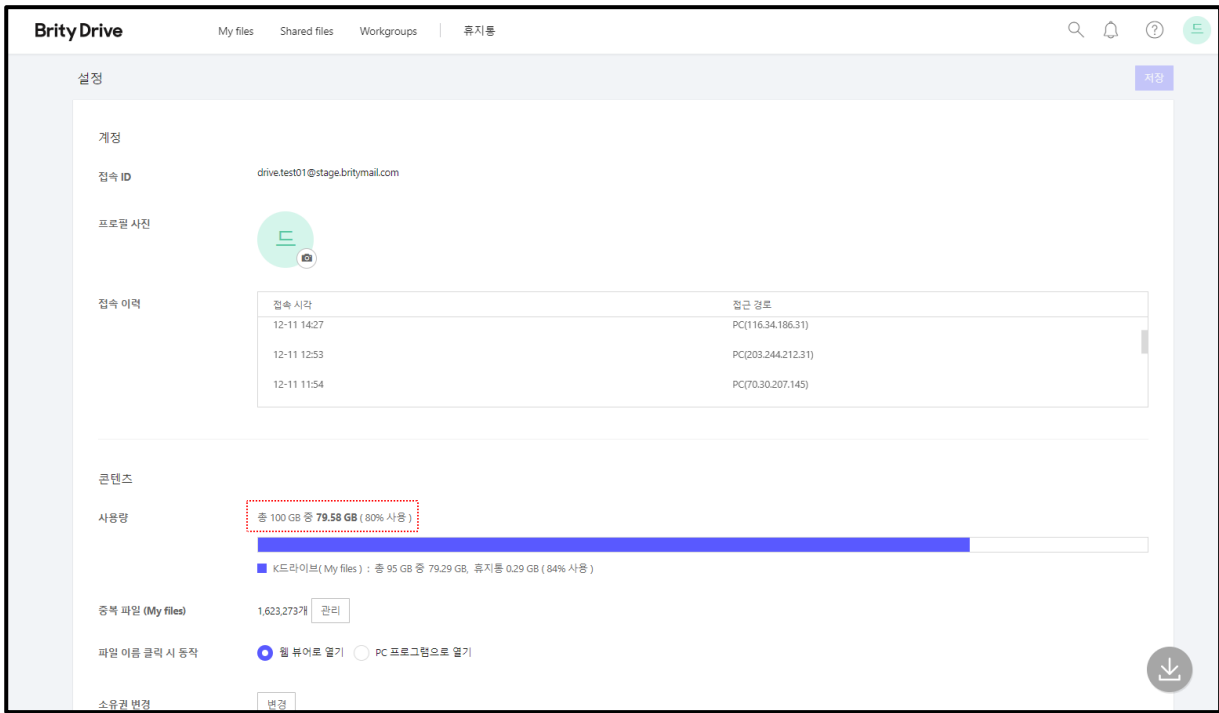 Brity Drive My files Shared files Workgroups 휴지통 드
설정 저장
계정
접속 ID drive.test01@stage.britymail.com
프로필 사진 드
접속 이력 접속 시각 접근 경로
12-11 14:27 PC(116.34.186.31)
12-11 12:53 PC(203.244.212.31)
12-11 11:54 PC(70.30.207.145)
콘텐츠
사용량 총 100 GB 중 79.58 GB ( 80% 사용 )
K드라이브( My files ) : 총 95 GB 중 79.29 GB, 휴지통 0.29 GB ( 84% 사용 )
중복 파일 (My files) 1,623,273개 관리
파일 이름 클릭 시 동작 웹 뷰어로 열기 PC 프로그램으로 열기
소유권 변경 변경